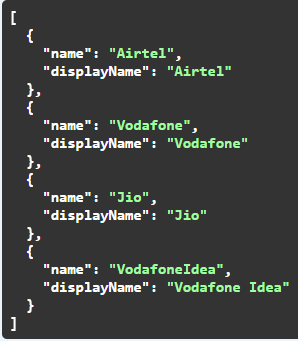 [
  {
    "name": "Airtel",
    "displayName": "Airtel"
  },
  {
    "name": "Vodafone",
    "displayName": "Vodafone"
  },
  {
    "name": "Jio",
    "displayName": "Jio"
  },
  {
    "name": "VodafoneIdea",
    "displayName": "Vodafone Idea"
  }
]